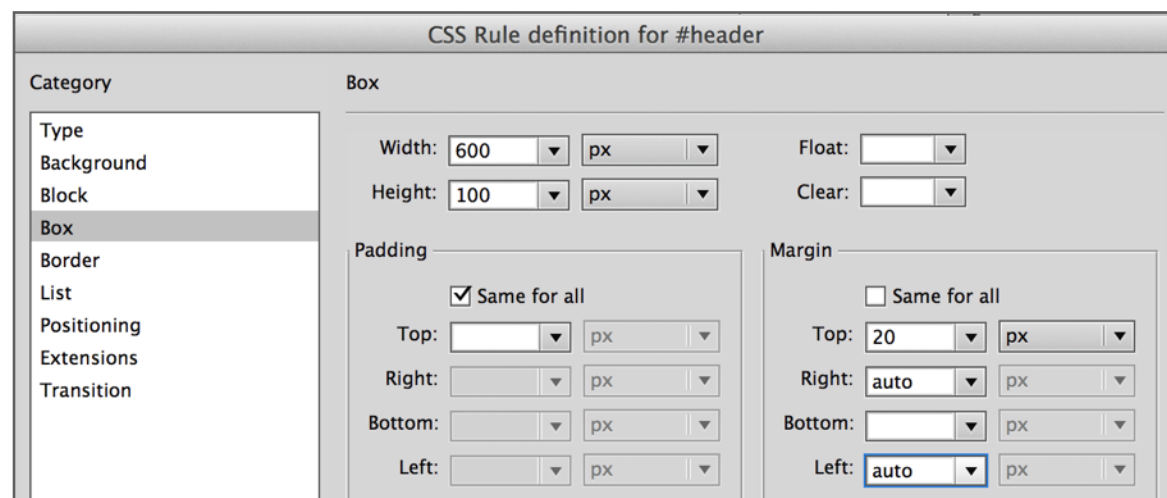 CSS Rule definition for #header
Category
Box
Type
Background
Block
Box
Border
List
Positioning
Extensions
Transition
Width: 600 px
Float:
Height: 100 px
Clear:
Padding
Same for all
Top: px
Right: px
Bottom: px
Left: px
Margin
Same for all
Top: 20 px
Right: auto px
Bottom: px
Left: auto px